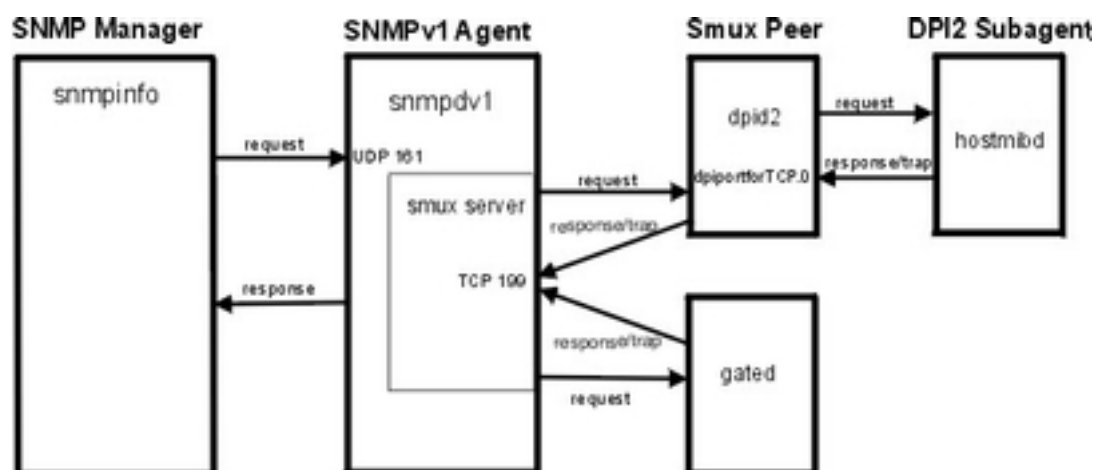 SNMP Manager
SNMPv1 Agent
Smux Peer
DPI2 Subagent
snmpinfo
snmpdv1
dpid2
request
hostmibd
request
UDP 161
response/trap
request
dpiportforTCP.0
smux server
response/trap
TCP 199
response
response/trap
gated
request